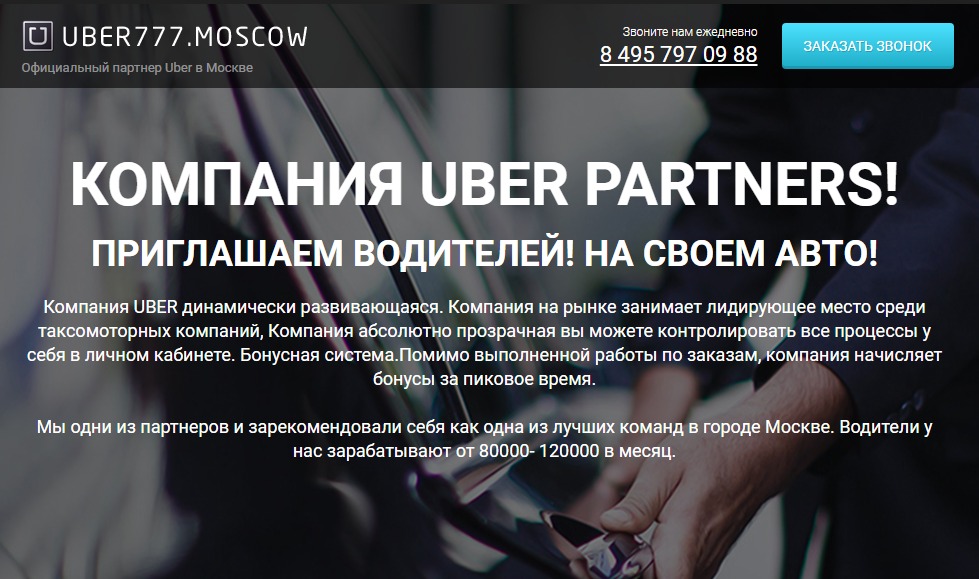 UBER777.MOSCOW
Официальный партнер Uber в Москве
Звоните нам ежедневно
8 495 797 09 88
ЗАКАЗАТЬ ЗВОНОК
КОМПАНИЯ UBER PARTNERS!
ПРИГЛАШАЕМ ВОДИТЕЛЕЙ! НА СВОЕМ АВТО!
Компания UBER динамически развивающаяся. Компания на рынке занимает лидирующее место среди
таксомоторных компаний, Компания абсолютно прозрачная вы можете контролировать все процессы у
себя в личном кабинете. Бонусная система.Помимо выполненной работы по заказам, компания начисляет
бонусы за пиковое время.
Мы одни из партнеров и зарекомендовали себя как одна из лучших команд в городе Москве. Водители у
нас зарабатывают от 80000- 120000 в месяц.